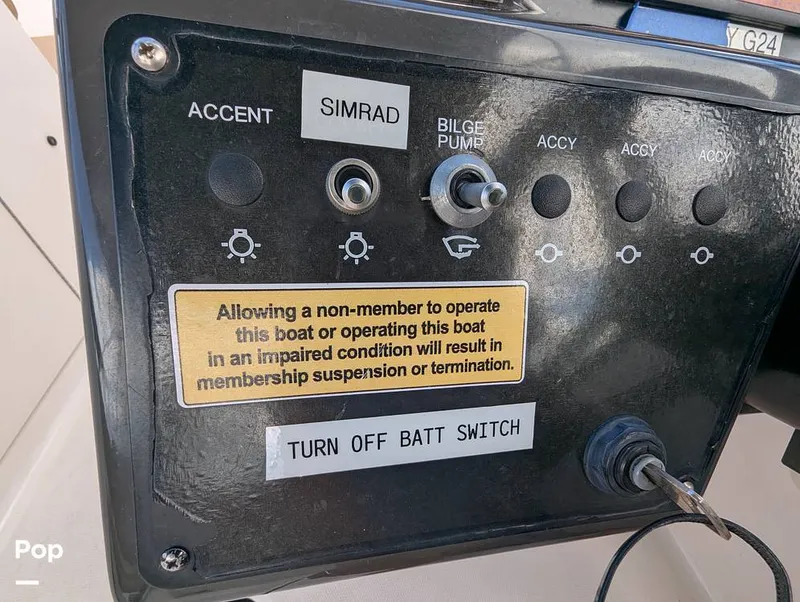 Y G24
ACCENT
SIMRAD
BILGE
PUMP
ACCY
ACCY
ACCY
Allowing a non-member to operate
this boat or operating this boat
in an impaired condition will result in
membership suspension or termination.
TURN OFF BATT SWITCH
Pop